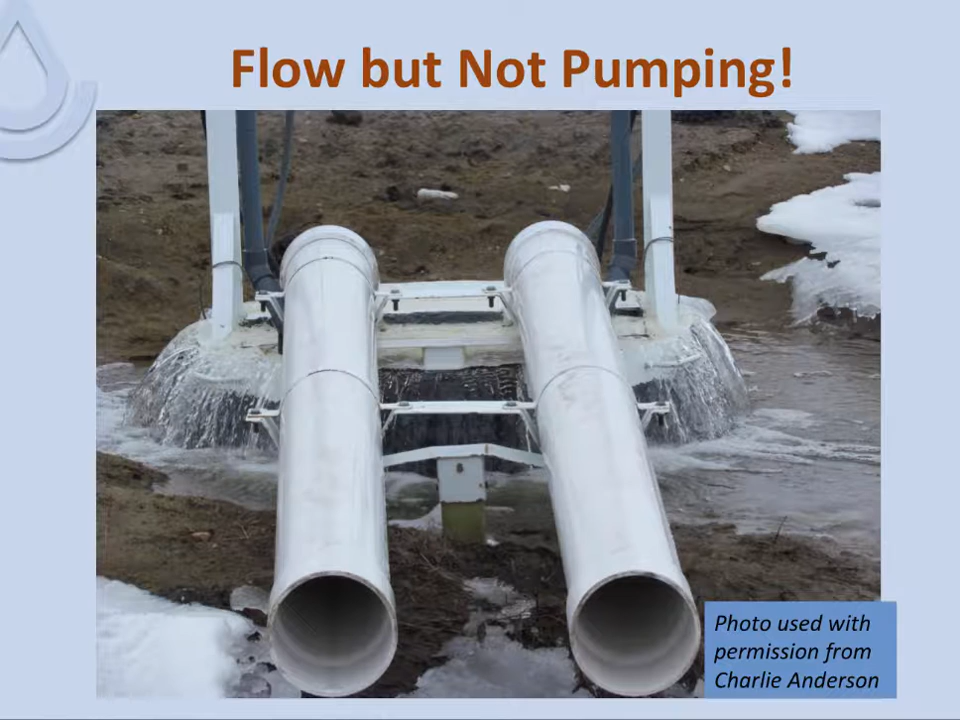 Flow but Not Pumping!
Photo used with
permission from
Charlie Anderson